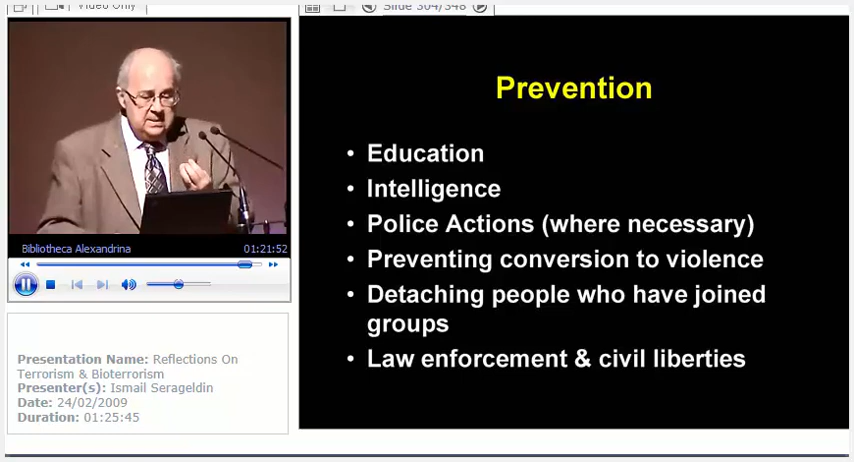 Video Only
Slide 304/348
Prevention
• Education
• Intelligence
• Police Actions (where necessary)
• Preventing conversion to violence
• Detaching people who have joined
groups
• Law enforcement & civil liberties
Bibliotheca Alexandrina 01:21:52
Presentation Name: Reflections On
Terrorism & Bioterrorism
Presenter(s): Ismail Serageldin
Date: 24/02/2009
Duration: 01:25:45